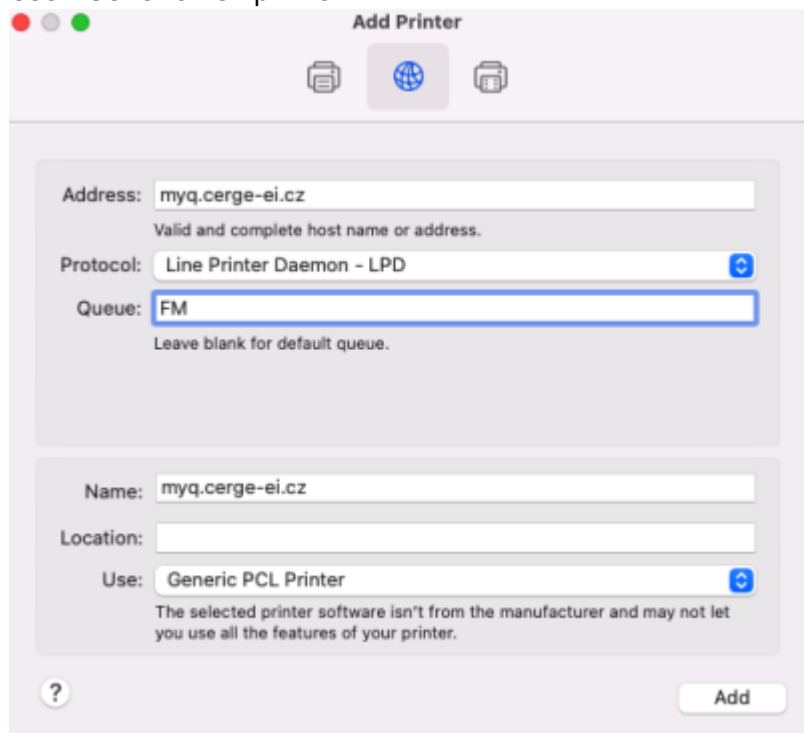 Add Printer
Address: myq.cerge-ei.cz
Valid and complete host name or address.
Protocol: Line Printer Daemon - LPD
Queue: FM
Leave blank for default queue.
Name: myq.cerge-ei.cz
Location:
Use: Generic PCL Printer
The selected printer software isn't from the manufacturer and may not let
you use all the features of your printer.
?
Add